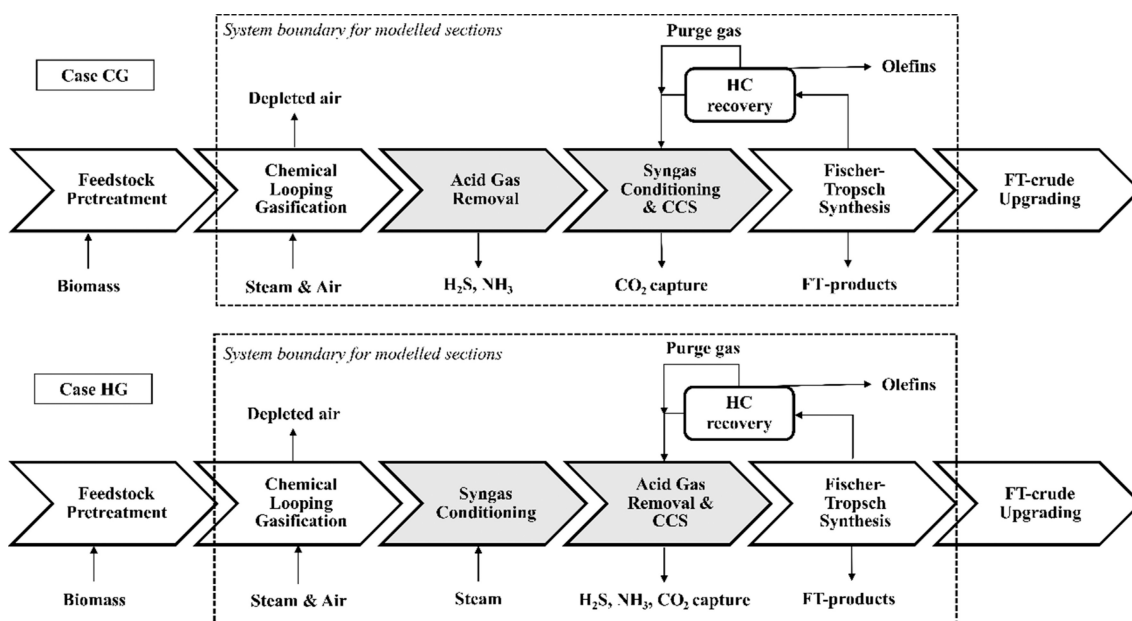 System boundary for modelled sections
Purge gas
Case CG
Olefins
HC
recovery
Depleted air
Feedstock
Pretreatment
Chemical
Looping
Gasification
Acid Gas
Removal
Syngas
Conditioning
& CCS
Fischer-
Tropsch
Synthesis
FT-crude
Upgrading
Biomass
Steam & Air
H₂S, NH₃
CO₂ capture
FT-products
System boundary for modelled sections
Purge gas
Case HG
Olefins
HC
recovery
Depleted air
Feedstock
Pretreatment
Chemical
Looping
Gasification
Syngas
Conditioning
Acid Gas
Removal &
CCS
Fischer-
Tropsch
Synthesis
FT-crude
Upgrading
Biomass
Steam & Air
Steam
H₂S, NH₃, CO₂ capture
FT-products